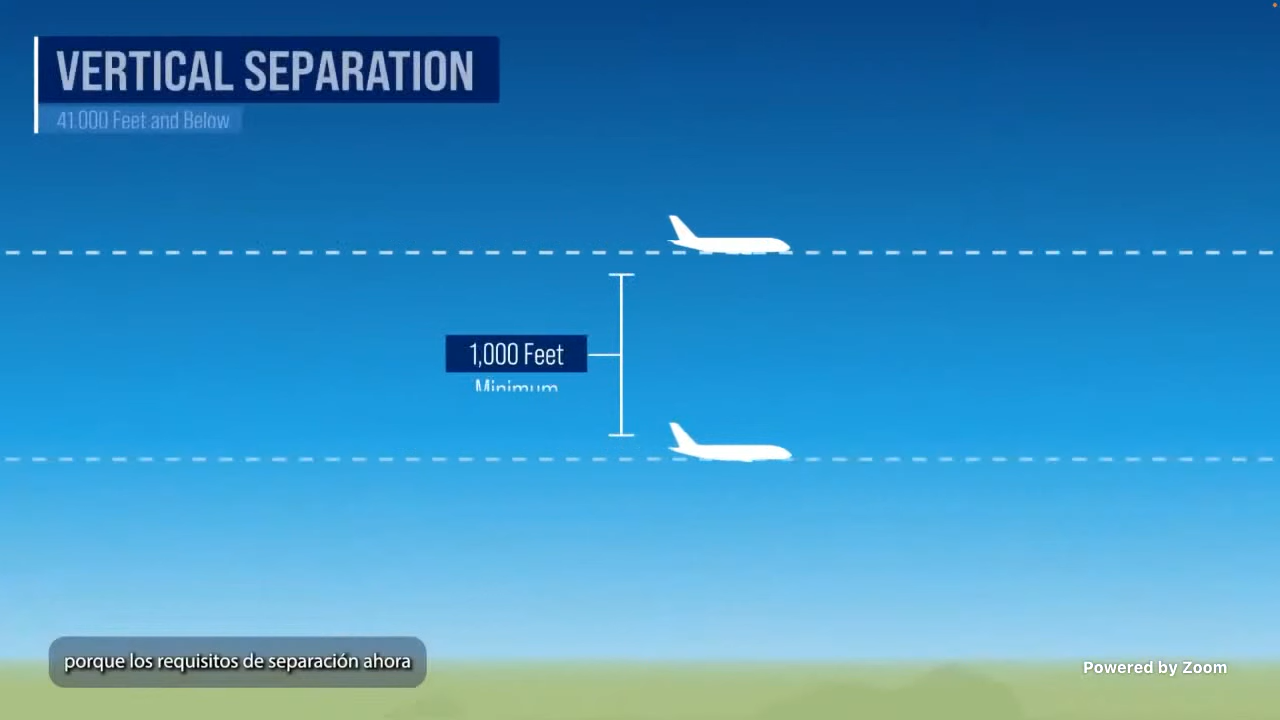 VERTICAL SEPARATION
41,000 Feet and Below
1,000 Feet
Minimum
porque los requisitos de separación ahora
Powered by Zoom